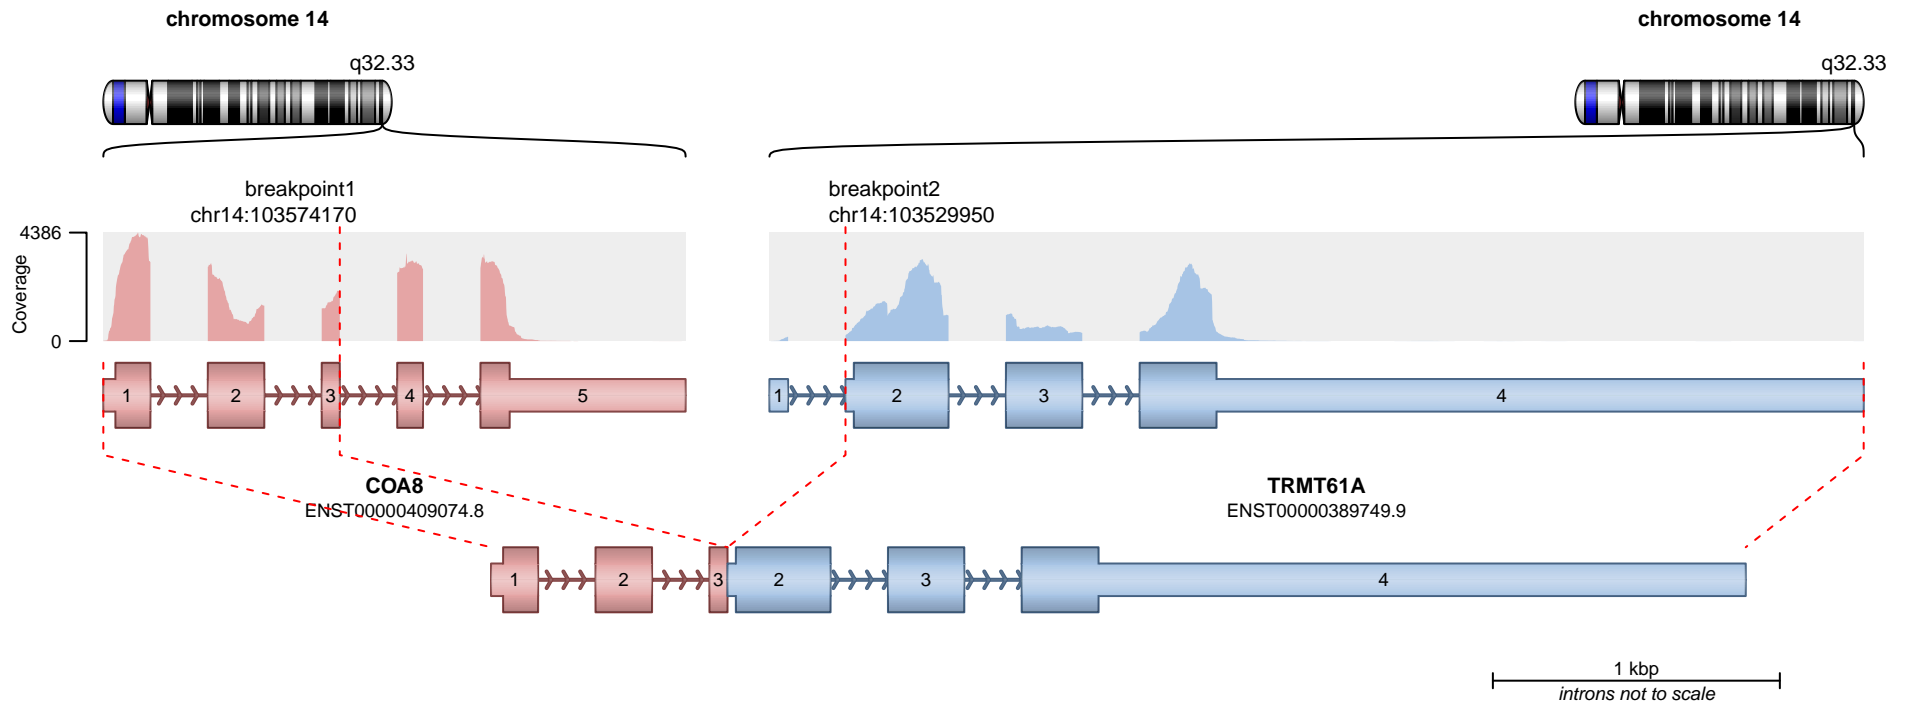 chromosome 14
chromosome 14
q32.33
q32.33
breakpoint1
chr14:103574170
breakpoint2
chr14:103529950
4386
0
Coverage
1
2
3
4
5
1
2
3
4
COA8
ENST00000409074.8
TRMT61A
ENST00000389749.9
1
2
3
2
3
4
1 kbp
introns not to scale